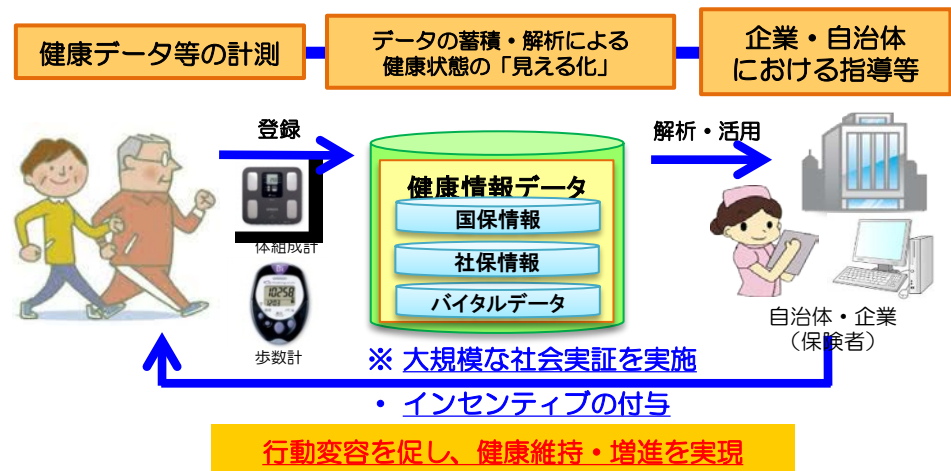 健康データ等の計測
データの蓄積・解析による
健康状態の「見える化」
企業・自治体
における指導等
登録
解析・活用
体組成計
歩数計
10258
健康情報データ
国保情報
社保情報
バイタルデータ
自治体・企業
（保険者）
※ 大規模な社会実証を実施
・ インセンティブの付与
行動変容を促し、健康維持・増進を実現